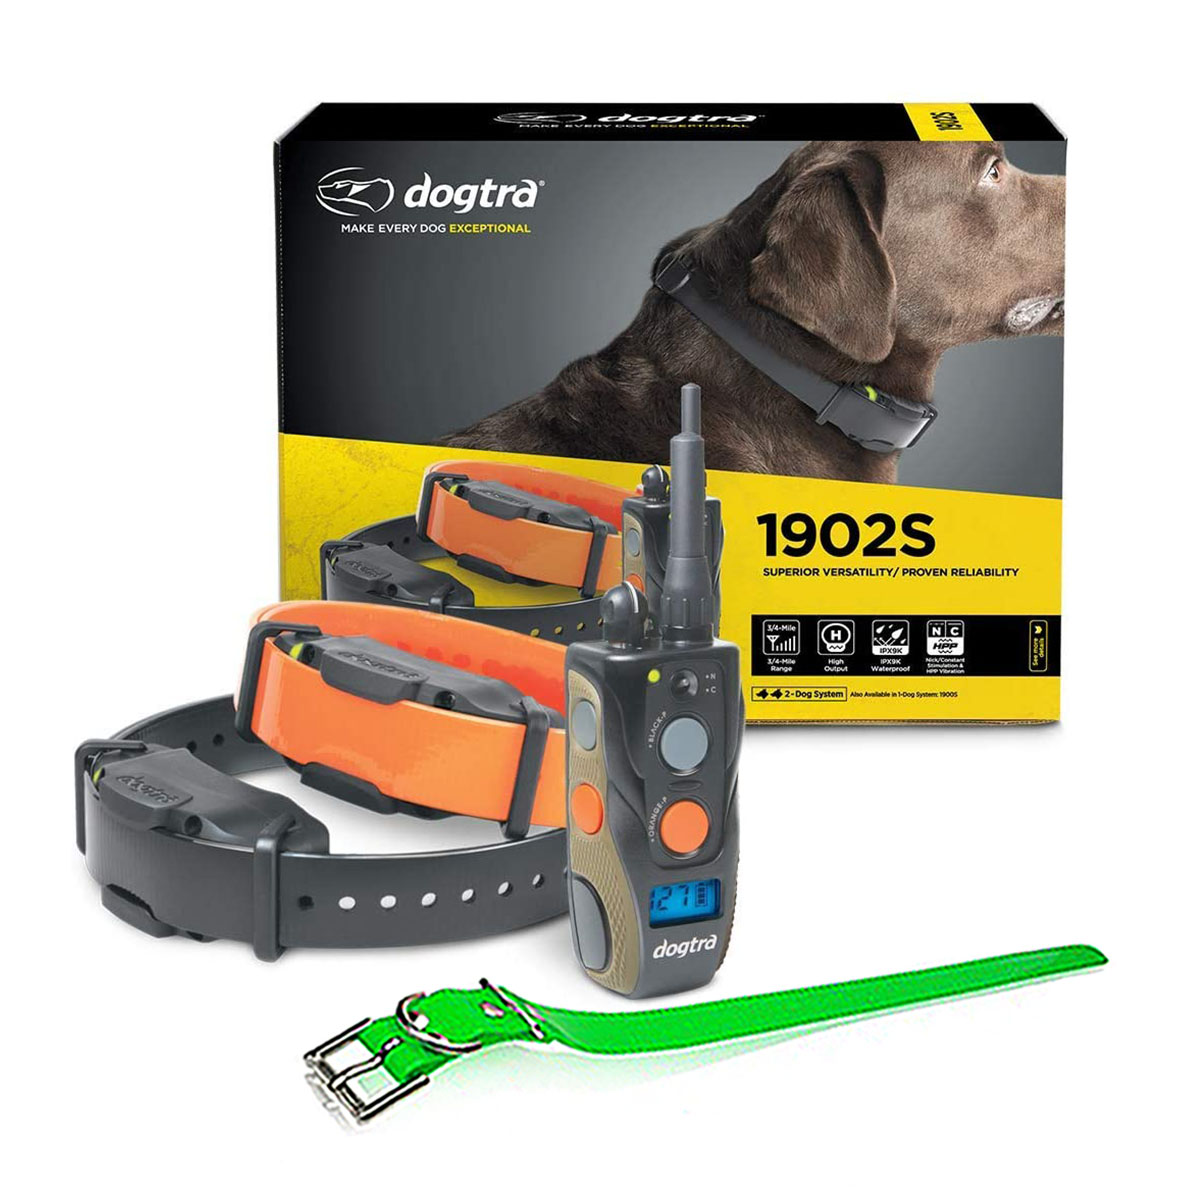 dogtra
MAKE EVERY DOG EXCEPTIONAL
1902S
dogtra®
MAKE EVERY DOG EXCEPTIONAL
1902S
SUPERIOR VERSATILITY/ PROVEN RELIABILITY
3/4-Mile
3/4-Mile
Range
H
High
Output
IPX9K
IPX9K
Waterproof
N C
HPP
Nick/Constant
Stimulation &
HPP Vibration
See more
details
2-Dog System
Also Available in 1-Dog System: 1900S
dogtra
dogtra
• N
• C
• BLACK-P
• ORANGE-P
127
dogtra